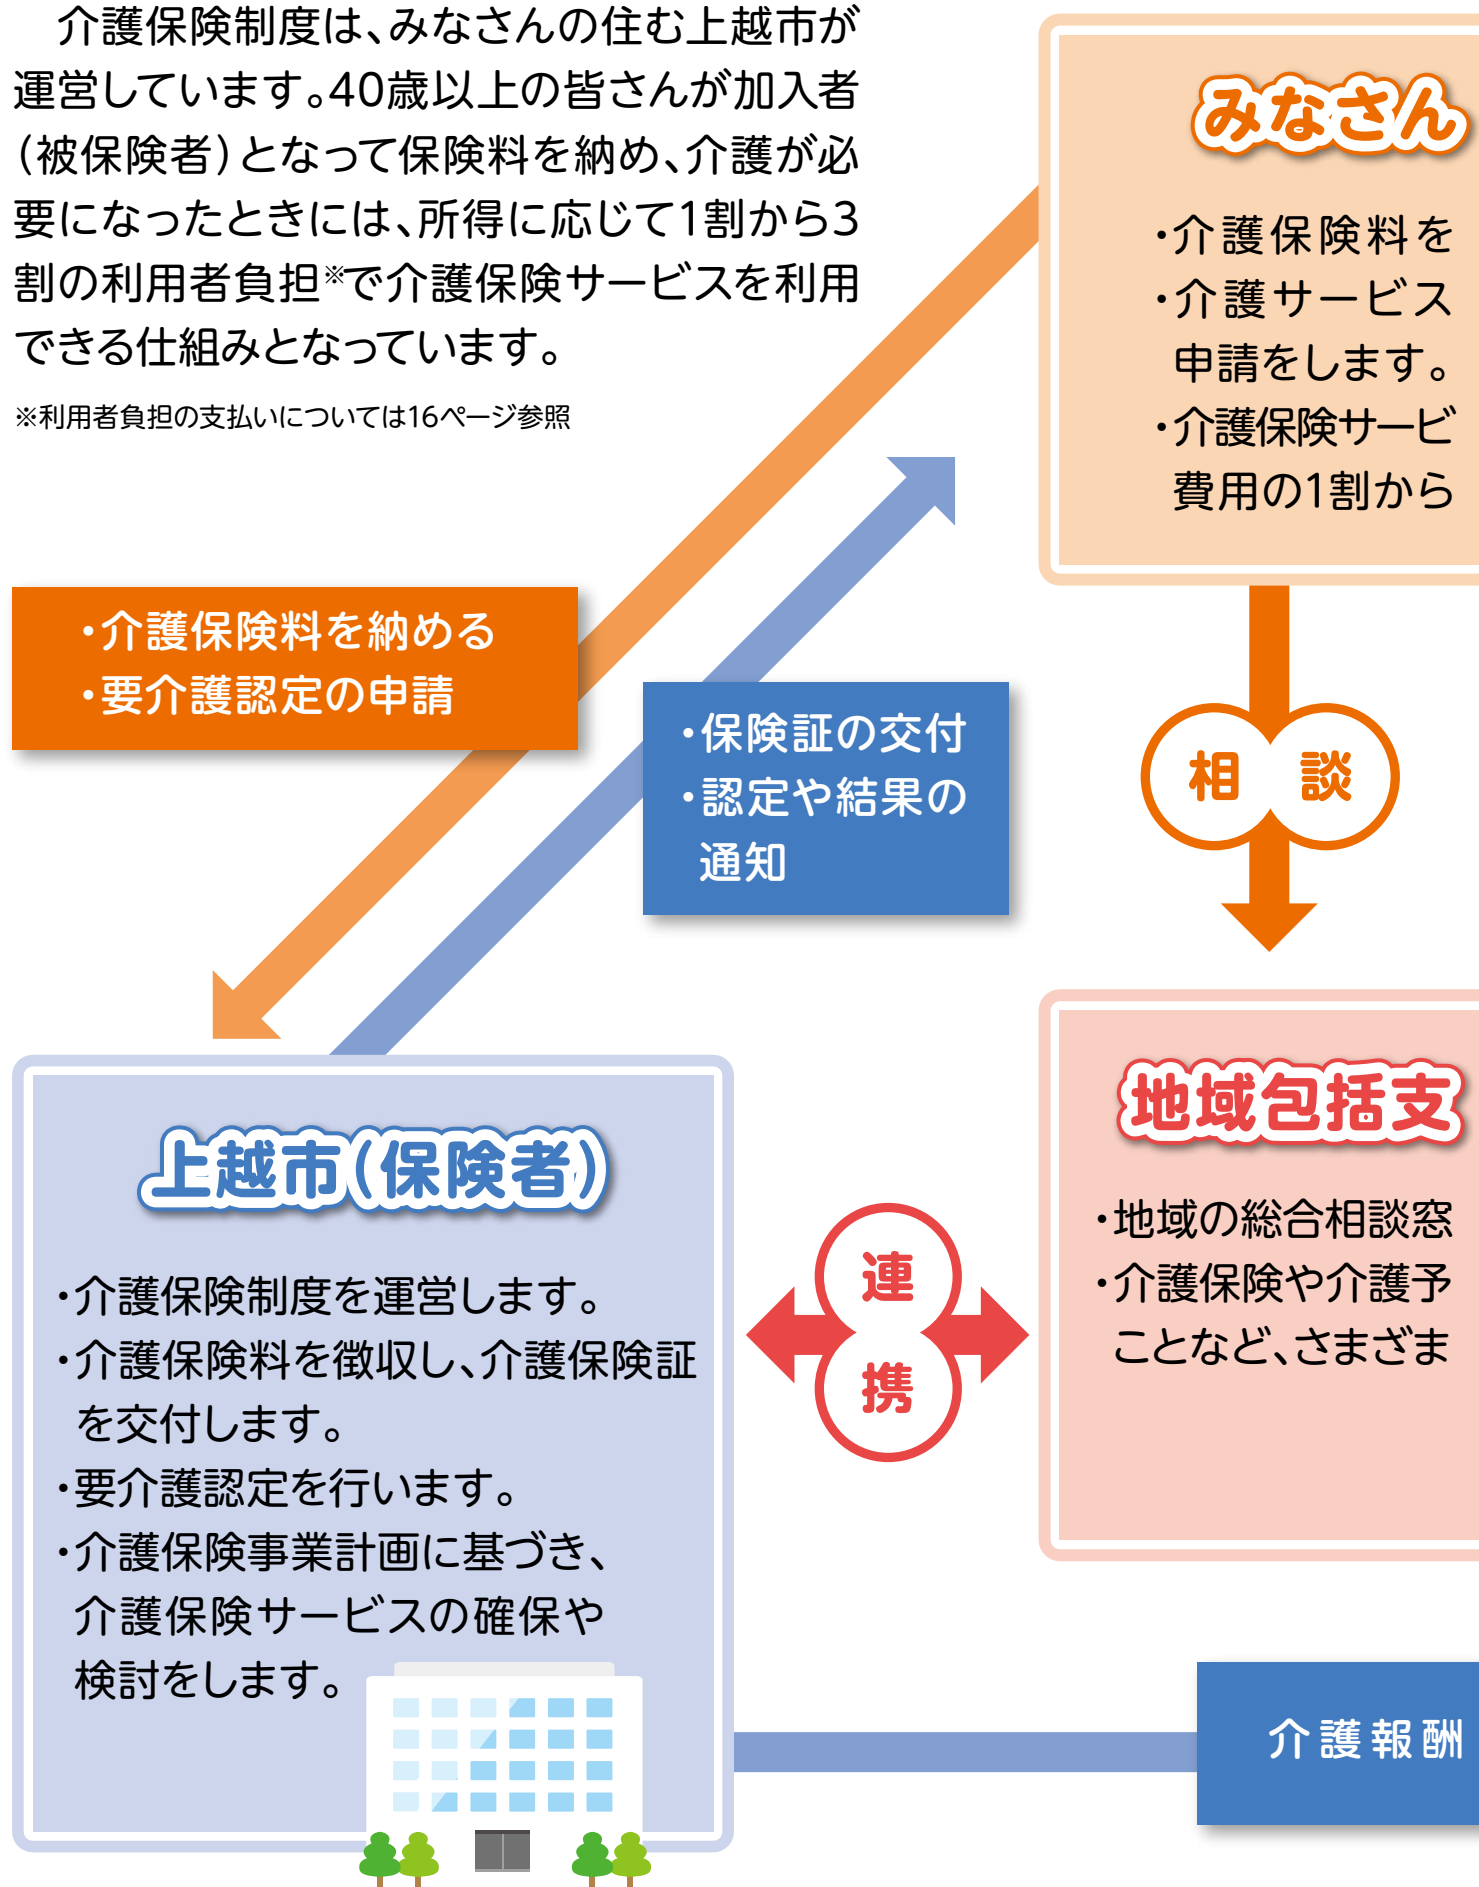 介護保険制度は、みなさんの住む上越市が
運営しています。40歳以上の皆さんが加入者
（被保険者）となって保険料を納め、介護が必
要になったときには、所得に応じて1割から3
割の利用者負担※で介護保険サービスを利用
できる仕組みとなっています。
※利用者負担の支払いについては16ページ参照
みなさん
・介護保険料を
・介護サービス
申請をします。
・介護保険サービ
費用の1割から
・介護保険料を納める
・要介護認定の申請
・保険証の交付
・認定や結果の
通知
相談
上越市（保険者）
・介護保険制度を運営します。
・介護保険料を徴収し、介護保険証
を交付します。
・要介護認定を行います。
・介護保険事業計画に基づき、
介護保険サービスの確保や
検討をします。
連
携
地域包括支
・地域の総合相談窓
・介護保険や介護予
ことなど、さまざま
介護報酬